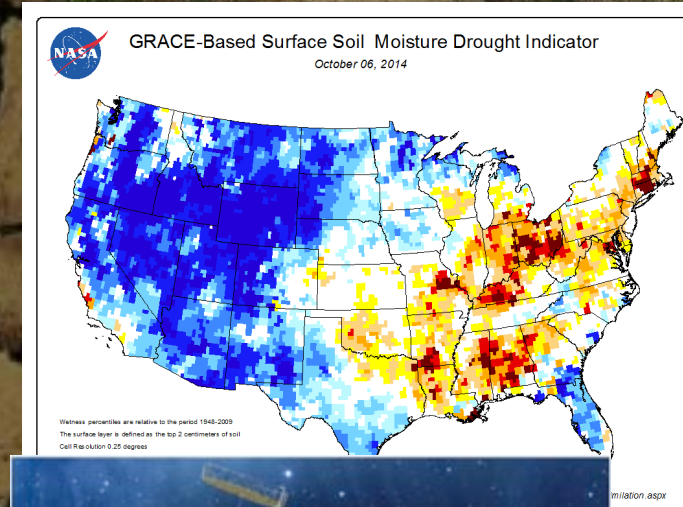 NASA
GRACE-Based Surface Soil Moisture Drought Indicator
October 06, 2014
Wetness percentiles are relative to the period 1948-2009
The surface layer is defined as the top 2 centimeters of soil
Cell Resolution 0.25 degrees
milation.aspx